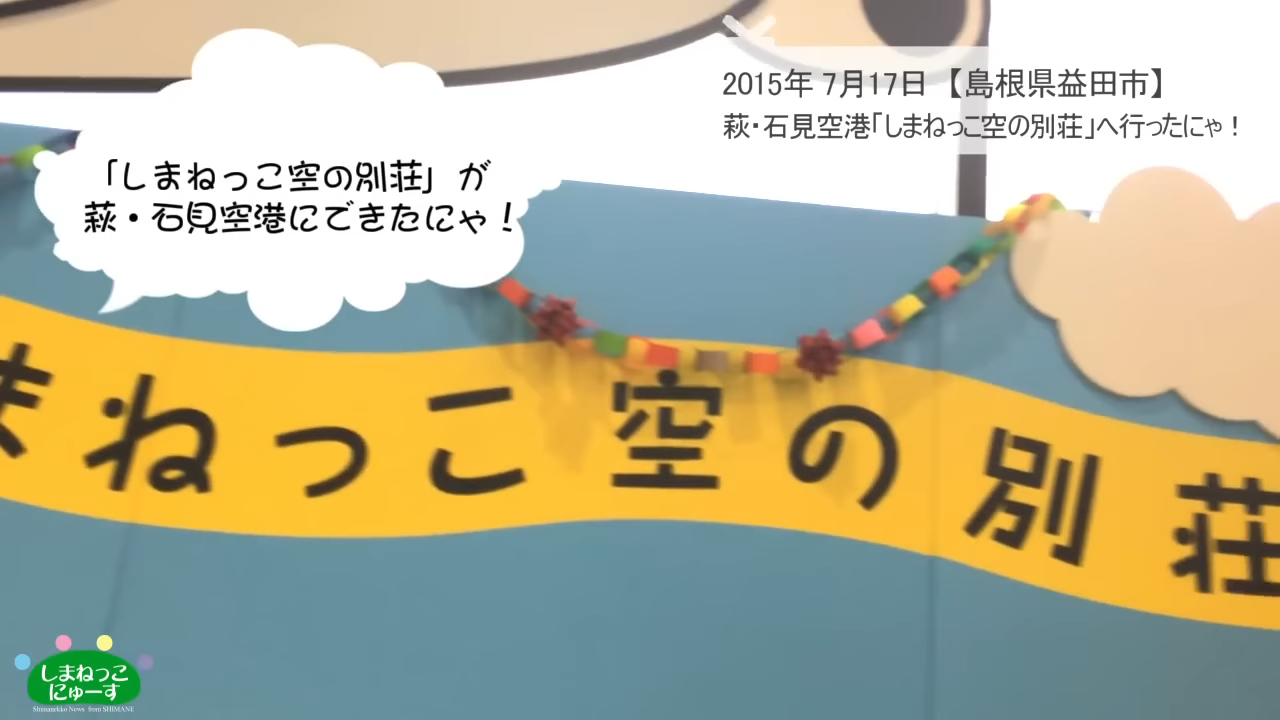 2015年 7月17日 【島根県益田市】
萩・石見空港「しまねっこ空の別荘」へ行ったにゃ！
「しまねっこ空の別荘」が
萩・石見空港にできたにゃ！
まねっこ空の別荘
しまねっこ
にゅーす
Shimanekko News from SHIMANE